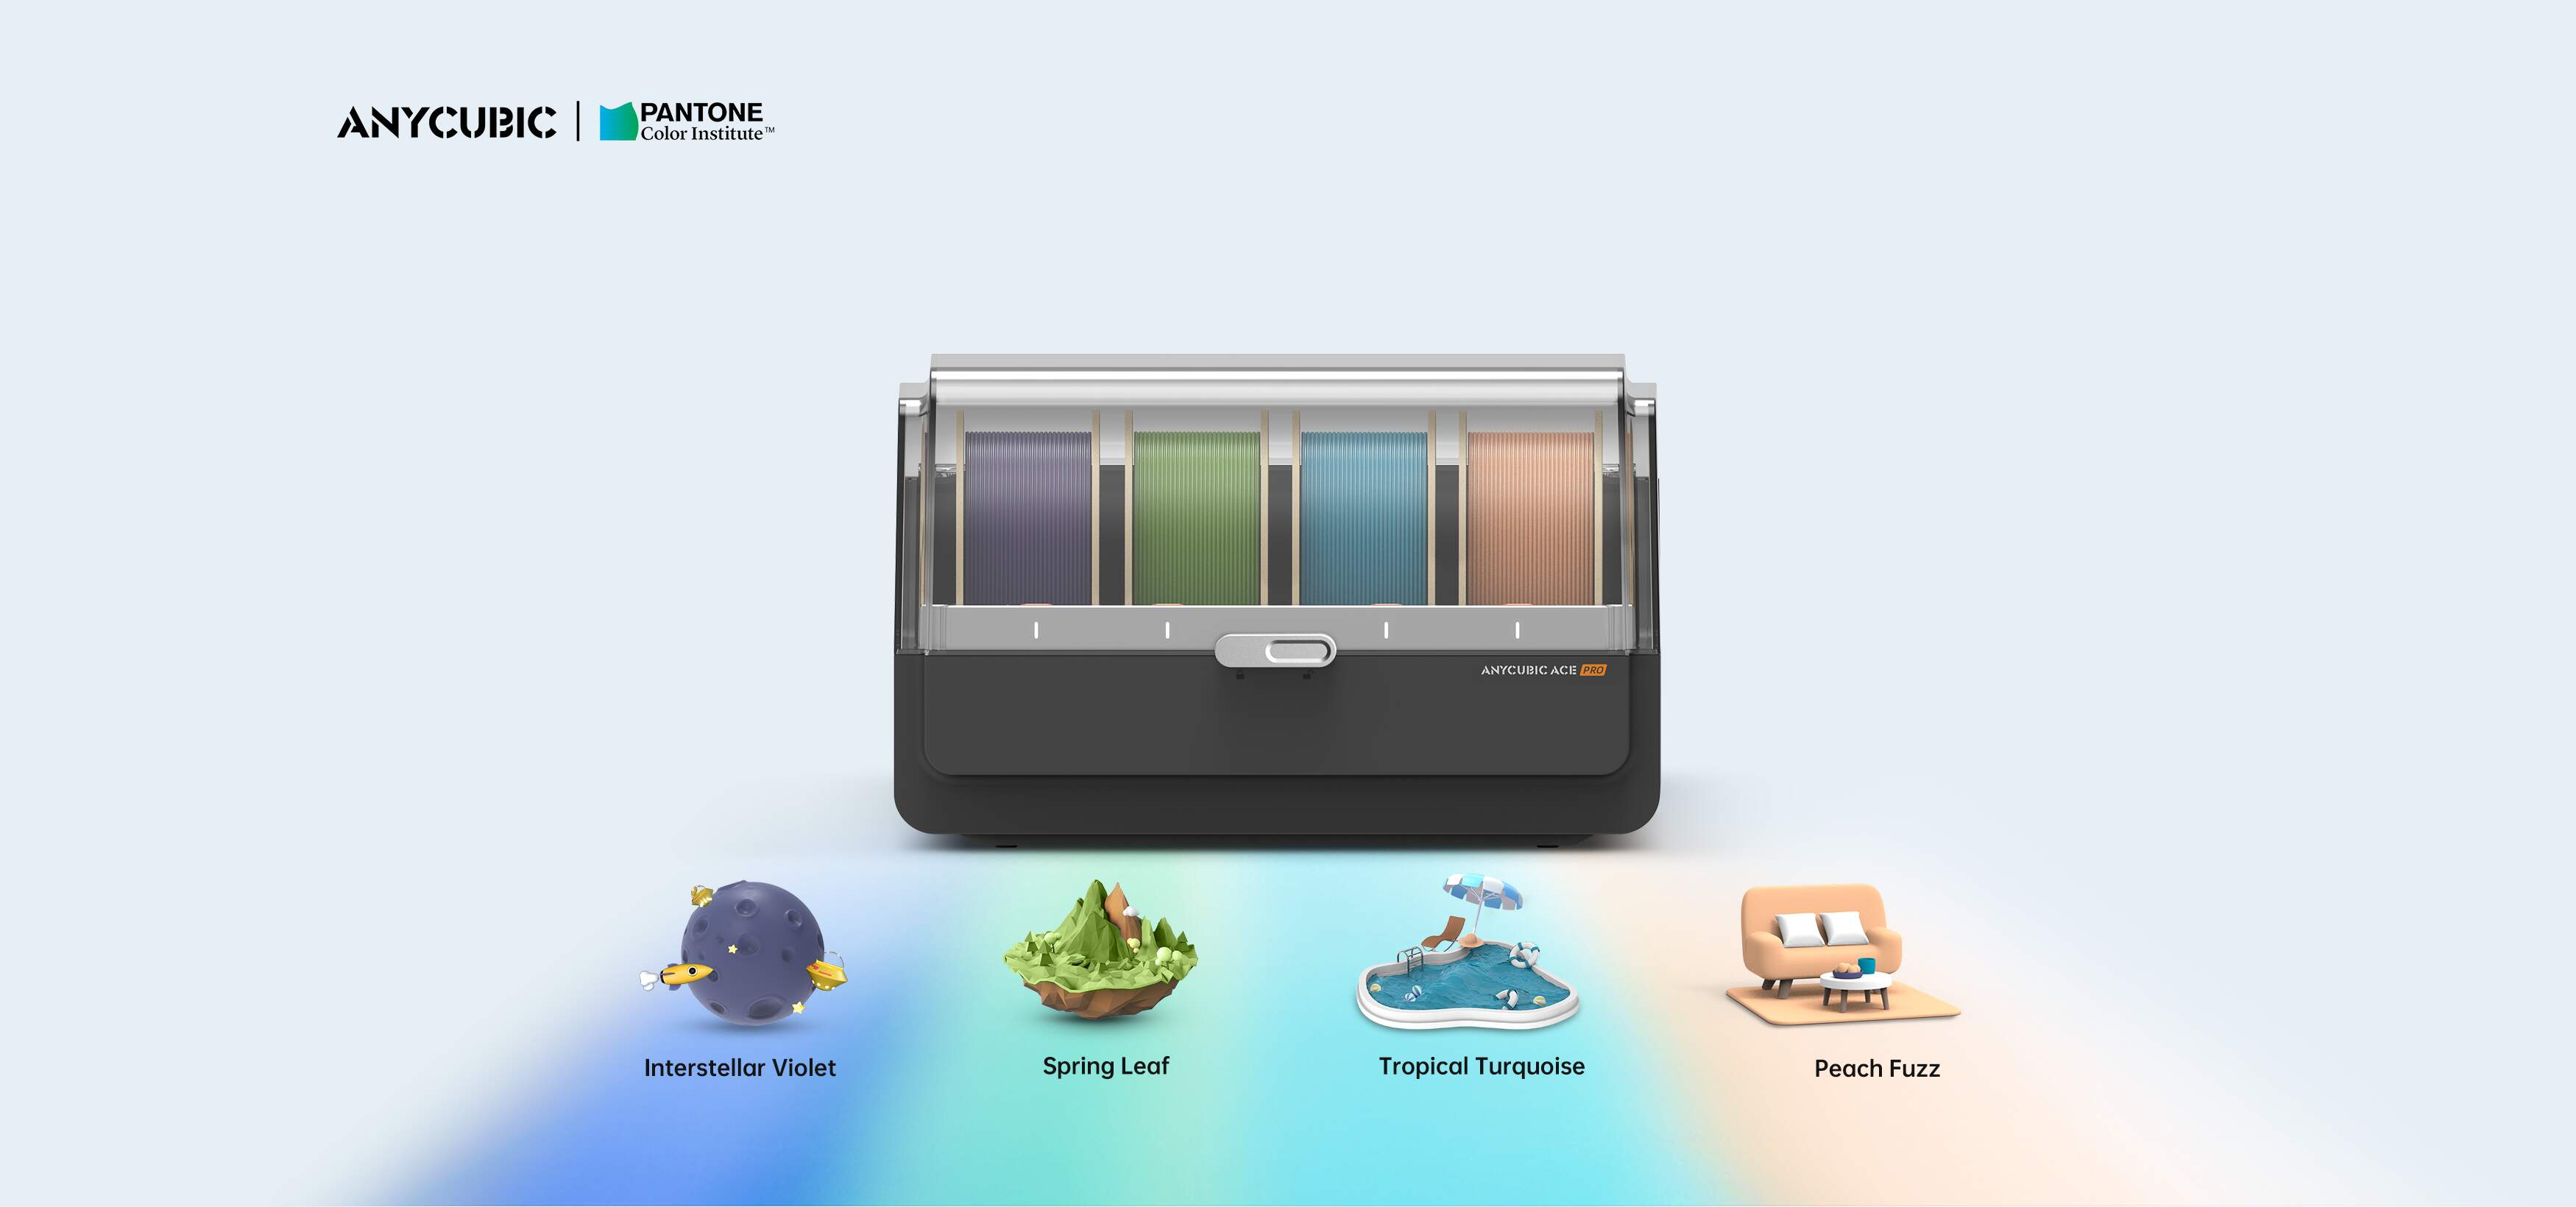 ANYCUBIC
PANTONE
Color Institute™
ANYCUBIC ACE PRO
Interstellar Violet
Spring Leaf
Tropical Turquoise
Peach Fuzz